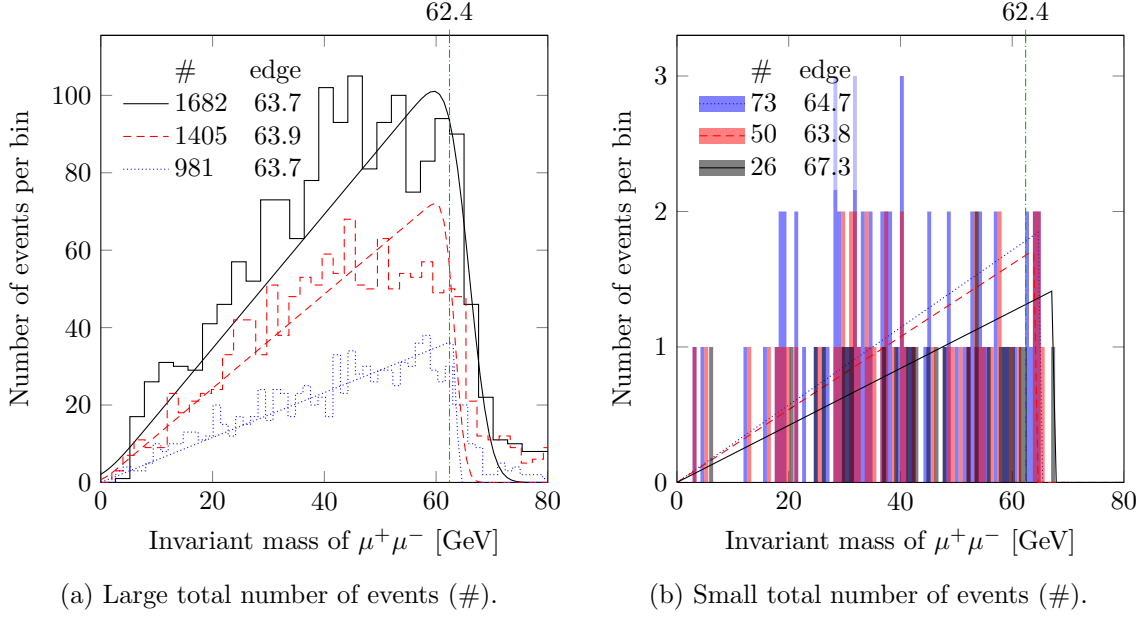 62.4
# edge
1682 63.7
1405 63.9
981 63.7
100
80
60
40
20
0
0 20 40 60 80
Number of events per bin
Invariant mass of μ⁺μ⁻ [GeV]
(a) Large total number of events (#).
62.4
# edge
73 64.7
50 63.8
26 67.3
3
2
1
0
0 20 40 60 80
Number of events per bin
Invariant mass of μ⁺μ⁻ [GeV]
(b) Small total number of events (#).